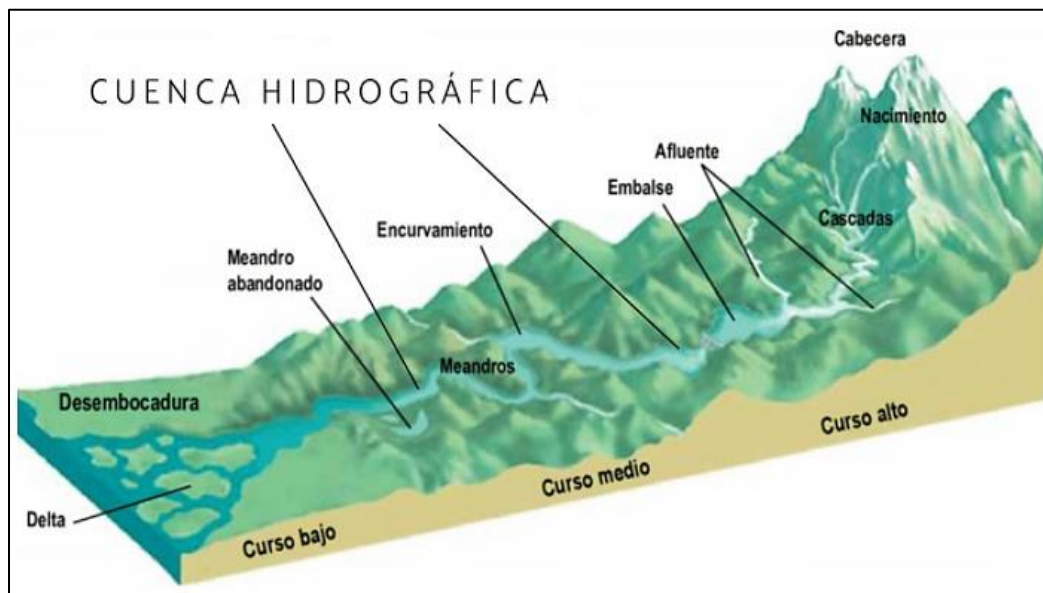 Cabecera
CUENCA HIDROGRÁFICA
Nacimiento
Afluente
Embalse
Cascadas
Encurvamiento
Meandro
abandonado
Meandros
Desembocadura
Curso alto
Curso medio
Delta
Curso bajo